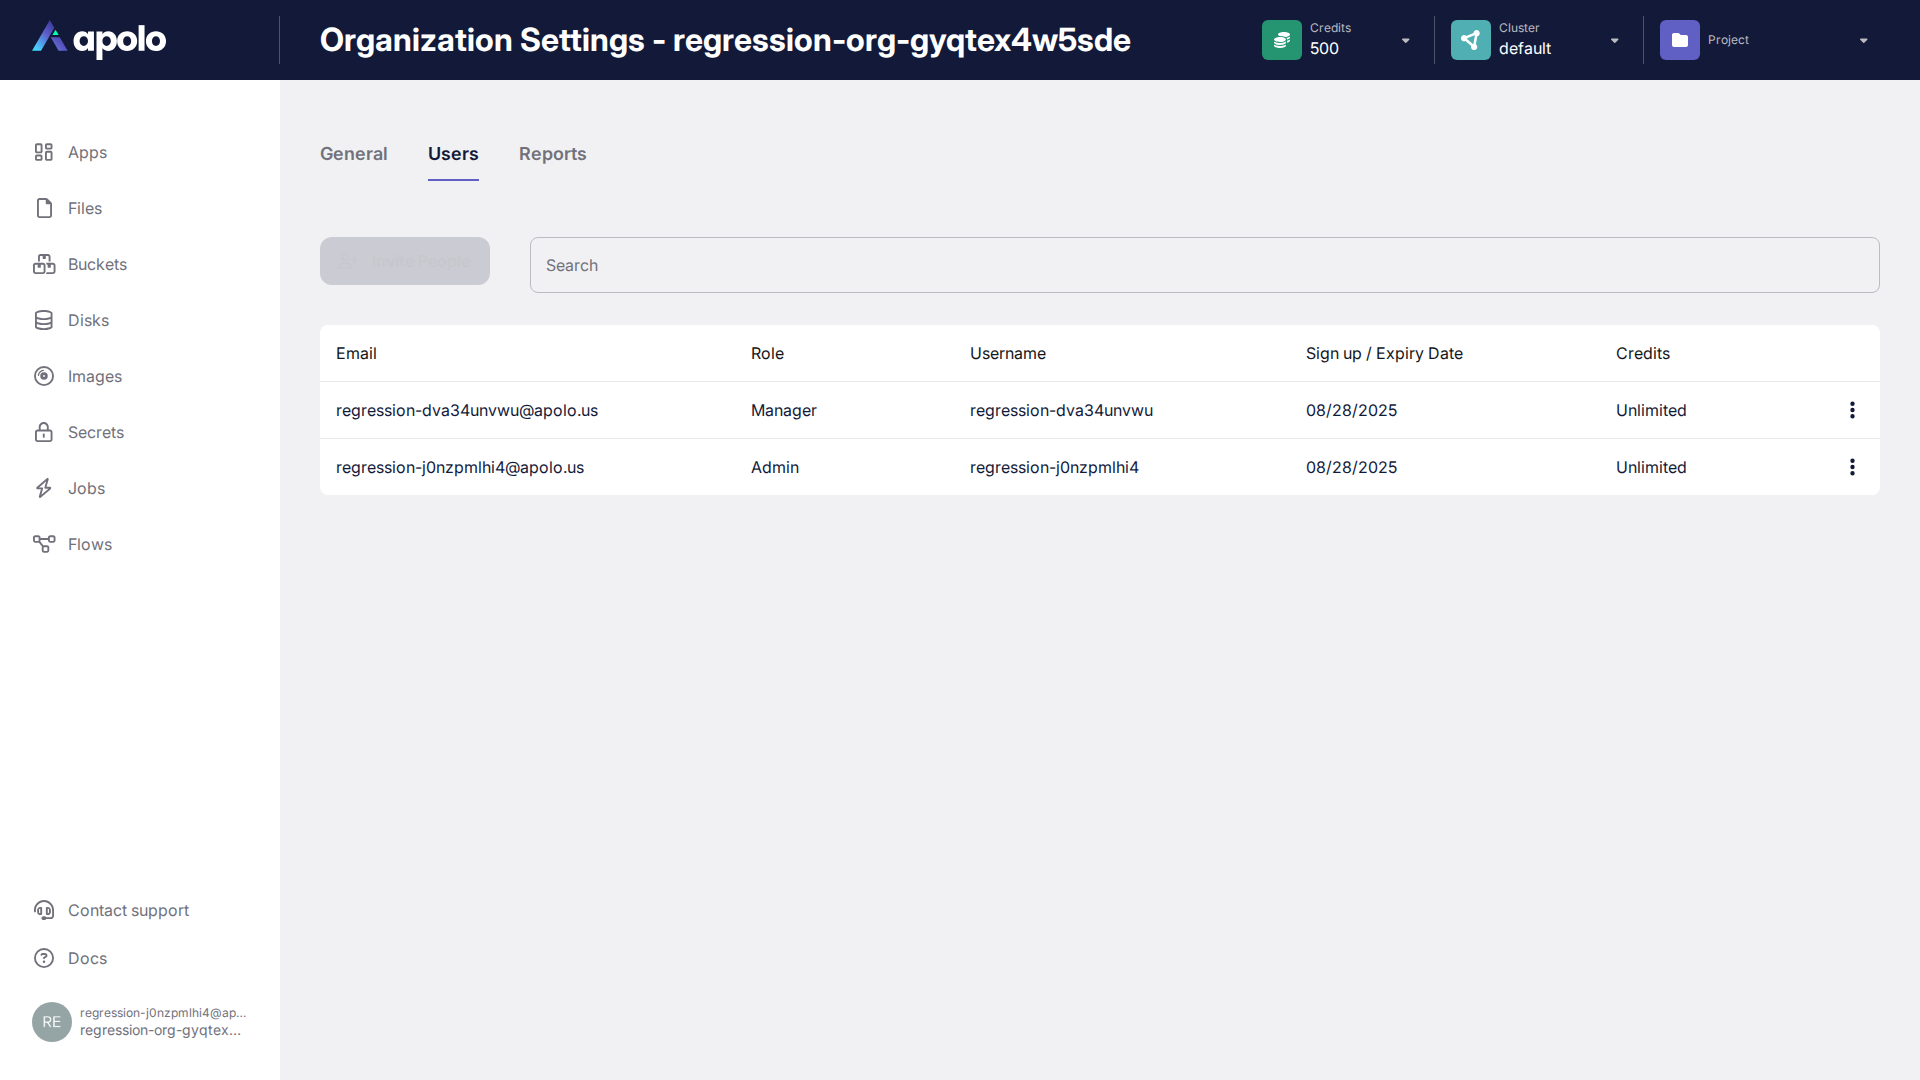 apolo
Organization Settings - regression-org-gyqtex4w5sde
Credits
500
Cluster
default
Project
Apps
Files
Buckets
Disks
Images
Secrets
Jobs
Flows
Contact support
Docs
RE
regression-j0nzpmlhi4@ap...
regression-org-gyqtex...
General Users Reports
Invite People
Search
Email Role Username Sign up / Expiry Date Credits
regression-dva34unvwu@apolo.us Manager regression-dva34unvwu 08/28/2025 Unlimited
regression-j0nzpmlhi4@apolo.us Admin regression-j0nzpmlhi4 08/28/2025 Unlimited